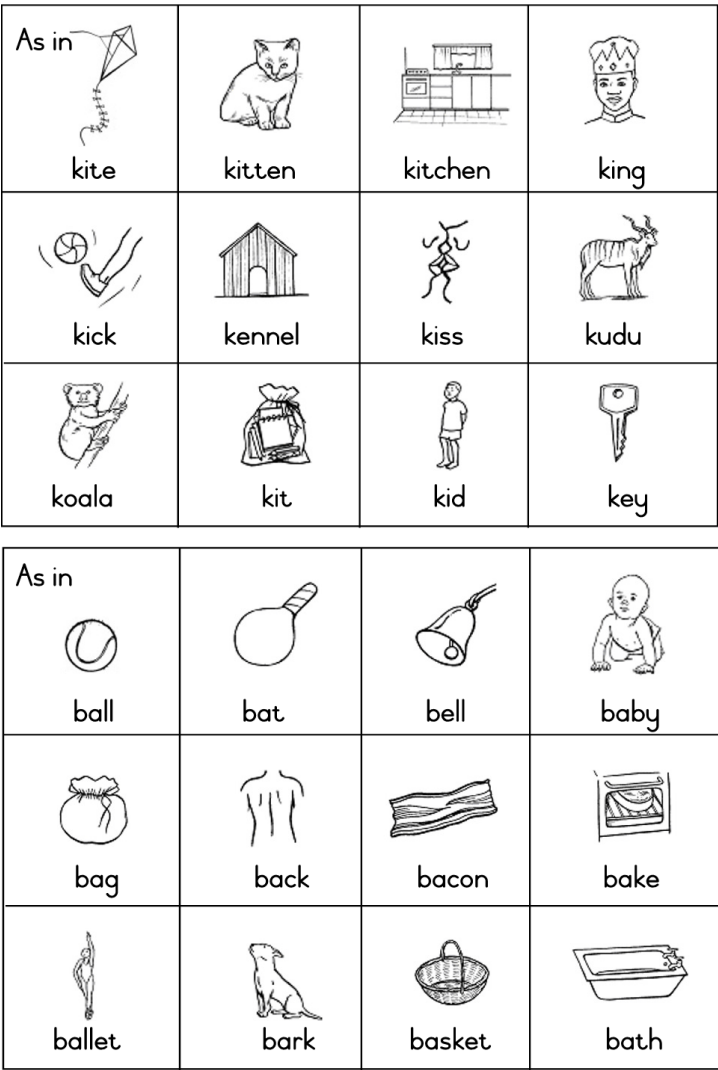 As in
kite kitten kitchen king
kick kennel kiss kudu
koala kit kid key
As in
ball bat bell baby
bag back bacon bake
ballet bark basket bath